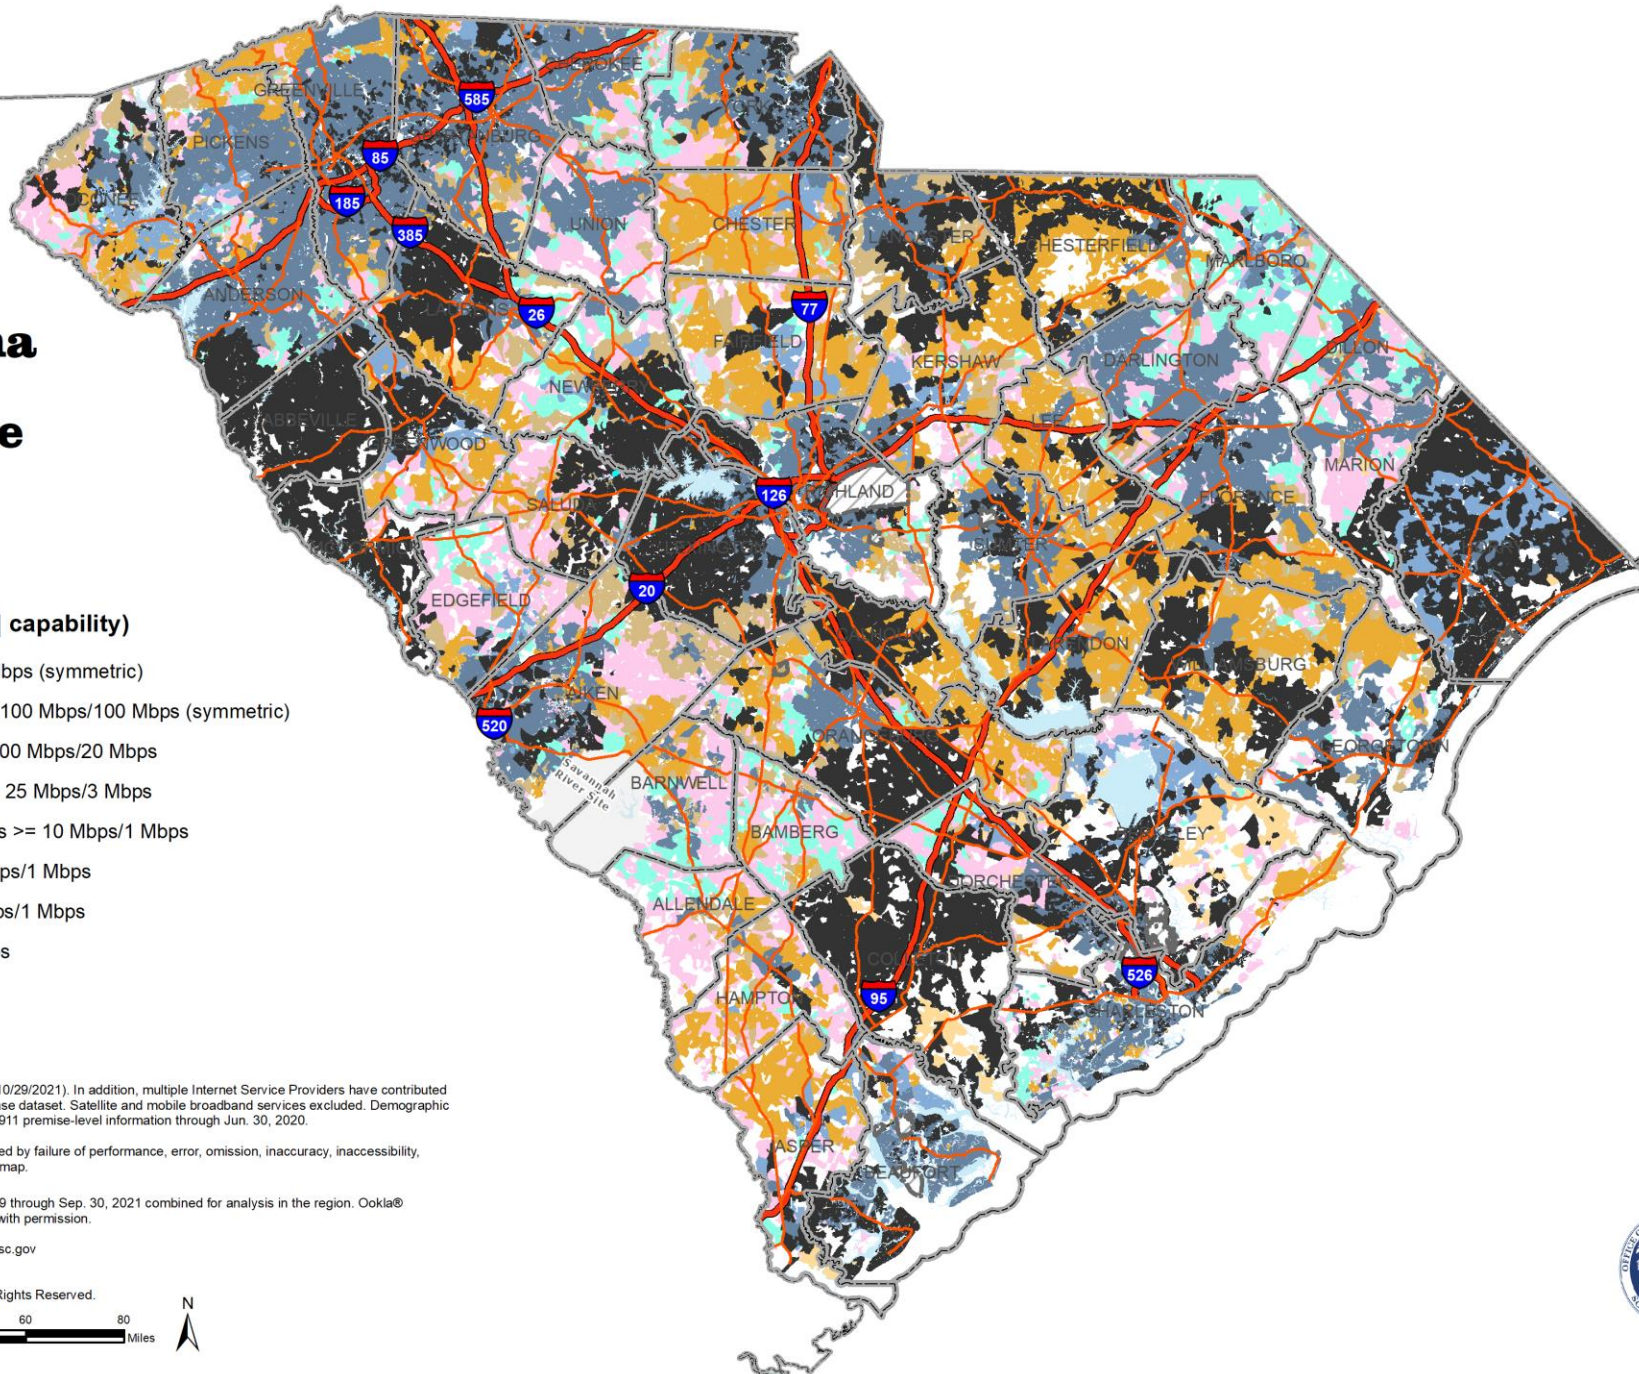 na
e
capability)
bps (symmetric)
100 Mbps/100 Mbps (symmetric)
00 Mbps/20 Mbps
25 Mbps/3 Mbps
s >= 10 Mbps/1 Mbps
ps/1 Mbps
os/1 Mbps
s
10/29/2021). In addition, multiple Internet Service Providers have contributed
se dataset. Satellite and mobile broadband services excluded. Demographic
911 premise-level information through Jun. 30, 2020.
ed by failure of performance, error, omission, inaccuracy, inaccessibility,
map.
9 through Sep. 30, 2021 combined for analysis in the region. Ookla®
with permission.
sc.gov
Rights Reserved.
60 80
Miles
N
GREENVILLE
CHEROKEE
YORK
585
SPARTANBURG
PICKENS
85
OCONEE
185
385
UNION
CHESTER
LANCASTER
CHESTERFIELD
MARLBORO
ANDERSON
LAURENS
26
77
FAIRFIELD
KERSHAW
DARLINGTON
DILLON
NEWBERRY
ABBEVILLE
GREENWOOD
LEE
MARION
126
RICHLAND
FLORENCE
SALUDA
LEXINGTON
SUMTER
20
EDGEFIELD
CALHOUN
CLARENDON
WILLIAMSBURG
AIKEN
520
ORANGEBURG
GEORGETOWN
Savannah
River Site
BARNWELL
BAMBERG
BERKELEY
DORCHESTER
ALLENDALE
COLLETON
526
HAMPTON
95
CHARLESTON
JASPER
BEAUFORT